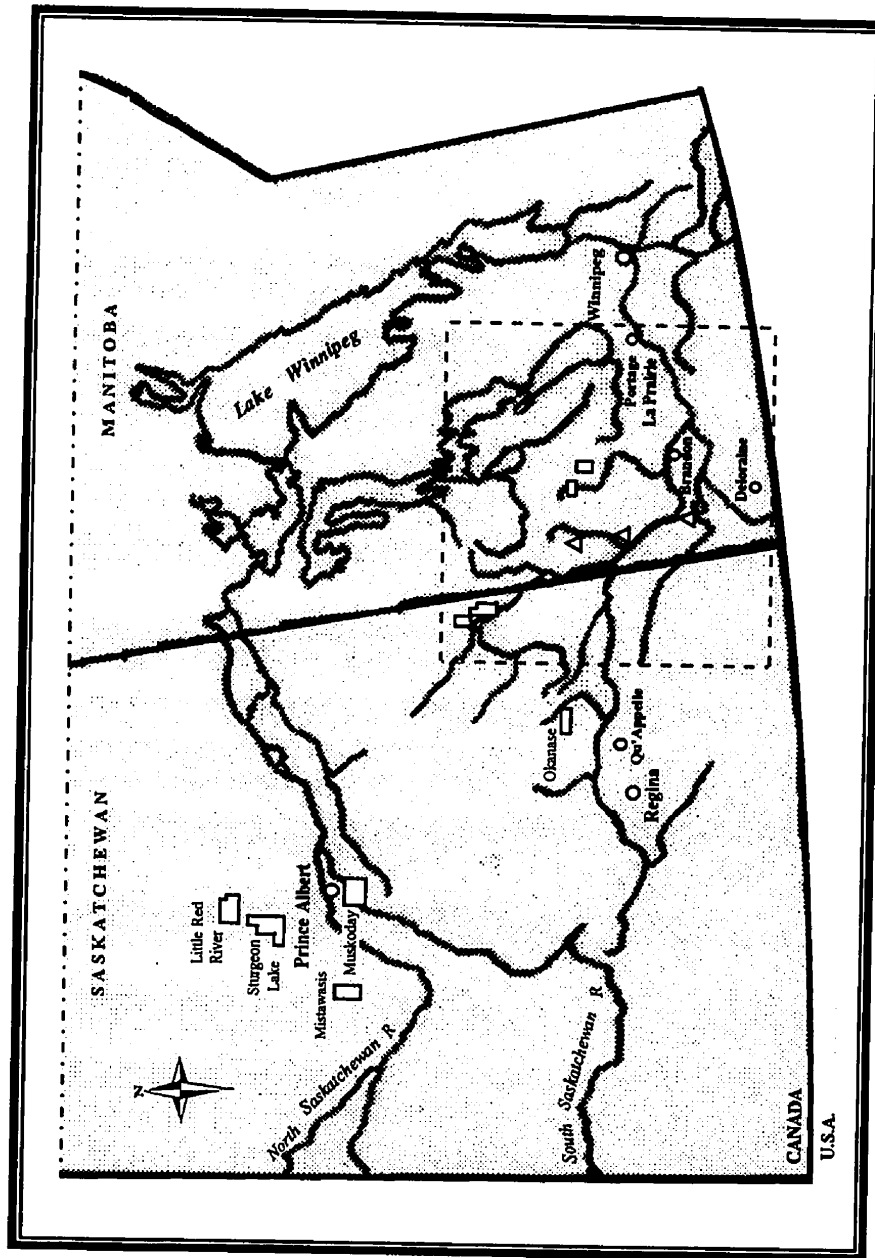 SASKATCHEWAN
MANITOBA
N
Little Red
River
Sturgeon
Lake
Prince Albert
Muskoday
Mistawasis
North Saskatchewan R
South Saskatchewan R
Lake Winnipeg
Okanase
Qu'Appelle
Regina
Winnipeg
Portage
La Prairie
Brandon
Deloraine
CANADA
U.S.A.